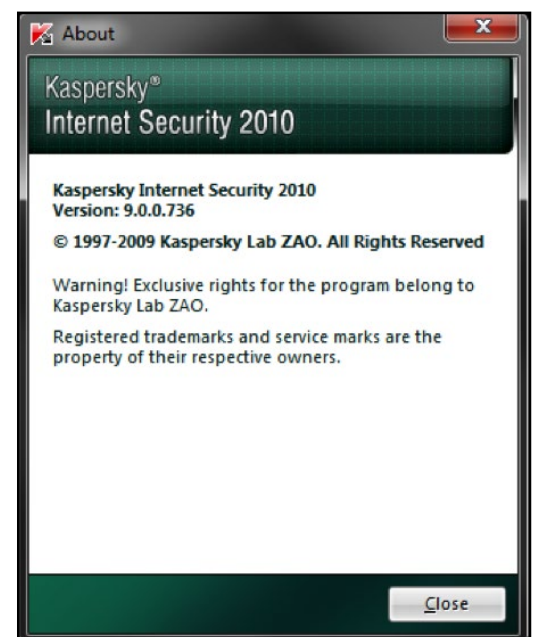 About
Kaspersky®
Internet Security 2010
Kaspersky Internet Security 2010
Version: 9.0.0.736
© 1997-2009 Kaspersky Lab ZAO. All Rights Reserved
Warning! Exclusive rights for the program belong to
Kaspersky Lab ZAO.
Registered trademarks and service marks are the
property of their respective owners.
Close